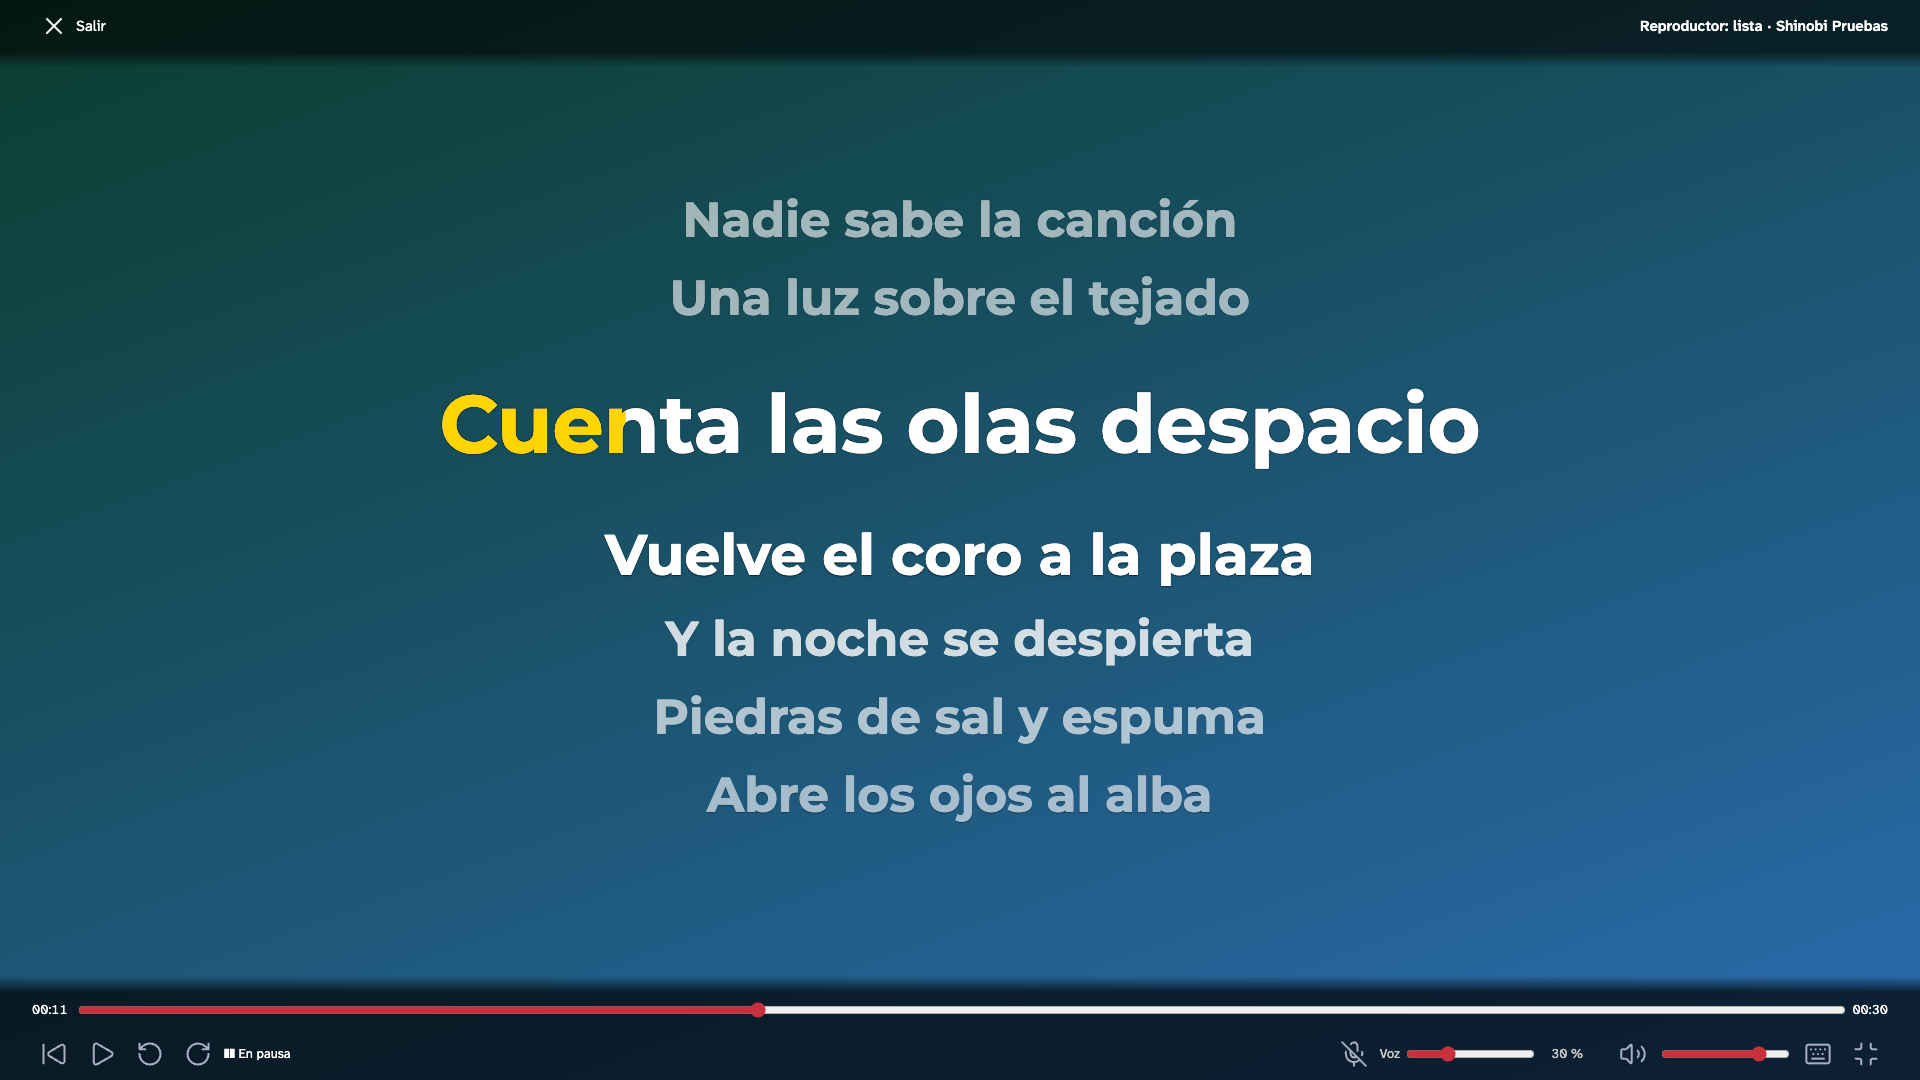 Salir
Reproductor: lista · Shinobi Pruebas
Nadie sabe la canción
Una luz sobre el tejado
Cuenta las olas despacio
Vuelve el coro a la plaza
Y la noche se despierta
Piedras de sal y espuma
Abre los ojos al alba
00:11
00:30
En pausa
Voz
30 %